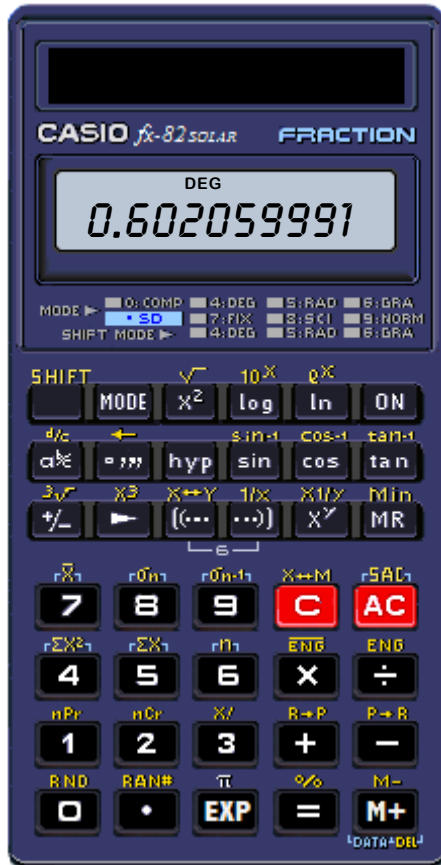 CASIO fx-82 SOLAR FRACTION
DEG
0.602059991
MODE ► 0: COMP 4:DEG 5:RAD 6:GRA
• SD 7:FIX 8:SCI 9:NORM
SHIFT MODE ► 4:DEG 5:RAD 6:GRA
SHIFT √ 10ˣ eˣ
MODE x² log ln ON
d/c ← sin-1 cos-1 tan-1
a b/c ° ,,, hyp sin cos tan
3√ X3 X↔Y 1/X X1/y Min
+/− ► [(··· ···)] Xʸ MR
6
x̄ σn σn-1 X↔M SAC
7 8 9 C AC
ΣX² ΣX n E̅N̅G̅ ENG
4 5 6 × ÷
nPr nCr X/ R→P P→R
1 2 3 + −
RND RAN# π % M−
0 · EXP = M+
DATA DEL